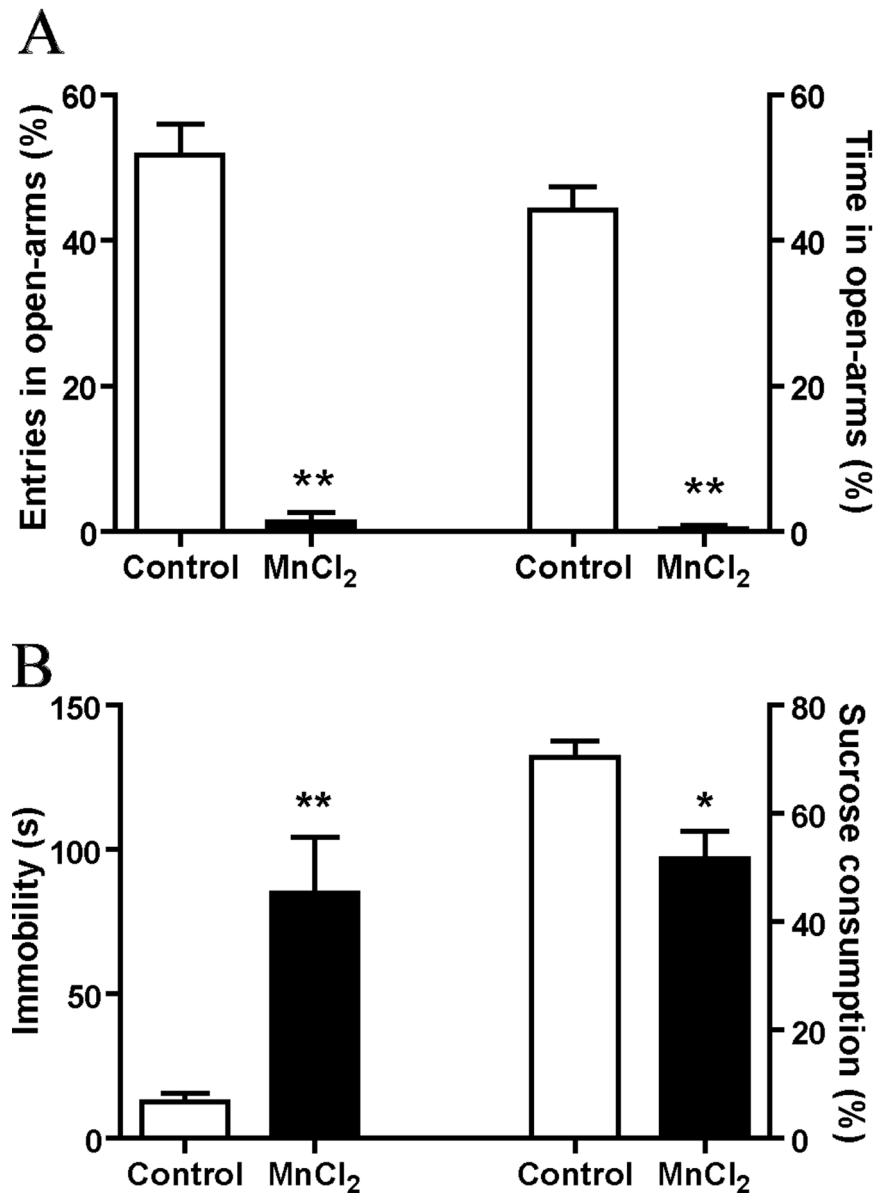 A
Entries in open-arms (%)
60
40
20
0
**
**
60
40
20
0
Time in open-arms (%)
Control MnCl₂ Control MnCl₂
B
Immobility (s)
150
100
50
0
**
*
80
60
40
20
0
Sucrose consumption (%)
Control MnCl₂ Control MnCl₂